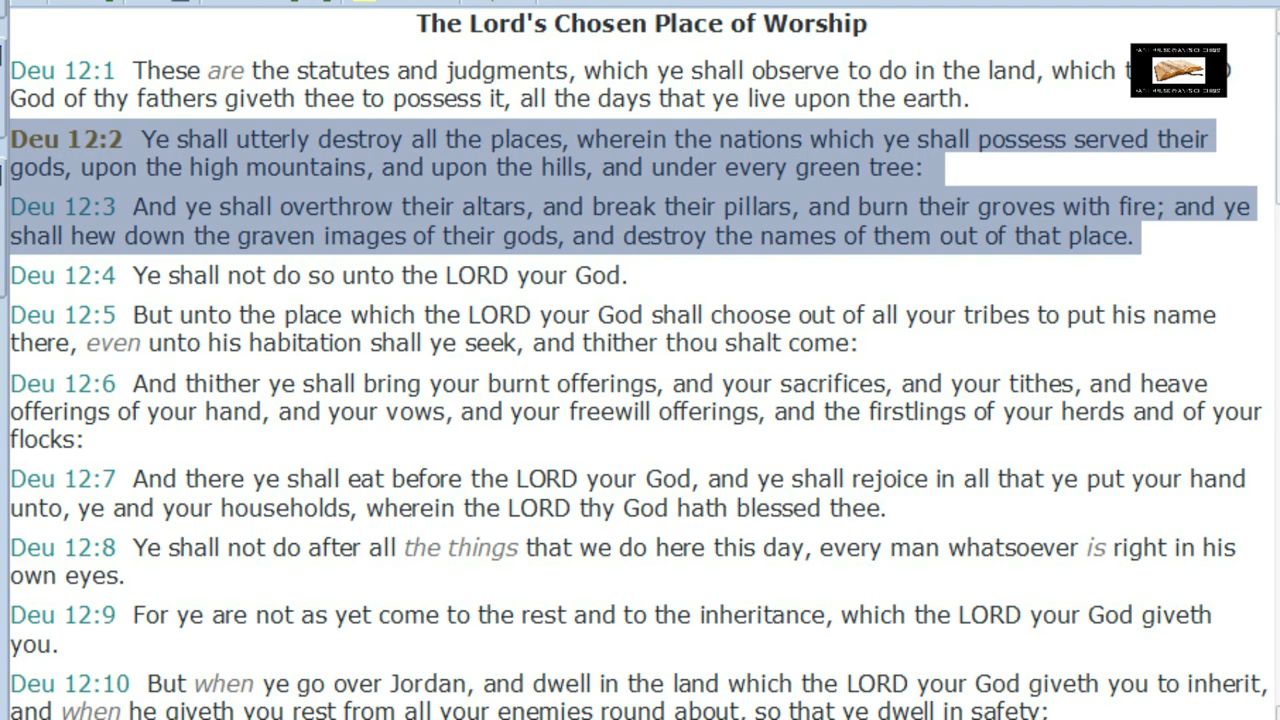 The Lord's Chosen Place of Worship
Deu 12:1 These are the statutes and judgments, which ye shall observe to do in the land, which
God of thy fathers giveth thee to possess it, all the days that ye live upon the earth.
Deu 12:2 Ye shall utterly destroy all the places, wherein the nations which ye shall possess served their
gods, upon the high mountains, and upon the hills, and under every green tree:
Deu 12:3 And ye shall overthrow their altars, and break their pillars, and burn their groves with fire; and ye
shall hew down the graven images of their gods, and destroy the names of them out of that place.
Deu 12:4 Ye shall not do so unto the LORD your God.
Deu 12:5 But unto the place which the LORD your God shall choose out of all your tribes to put his name
there, even unto his habitation shall ye seek, and thither thou shalt come:
Deu 12:6 And thither ye shall bring your burnt offerings, and your sacrifices, and your tithes, and heave
offerings of your hand, and your vows, and your freewill offerings, and the firstlings of your herds and of your
flocks:
Deu 12:7 And there ye shall eat before the LORD your God, and ye shall rejoice in all that ye put your hand
unto, ye and your households, wherein the LORD thy God hath blessed thee.
Deu 12:8 Ye shall not do after all the things that we do here this day, every man whatsoever is right in his
own eyes.
Deu 12:9 For ye are not as yet come to the rest and to the inheritance, which the LORD your God giveth
you.
Deu 12:10 But when ye go over Jordan, and dwell in the land which the LORD your God giveth you to inherit,
and when he giveth you rest from all your enemies round about, so that ye dwell in safety;